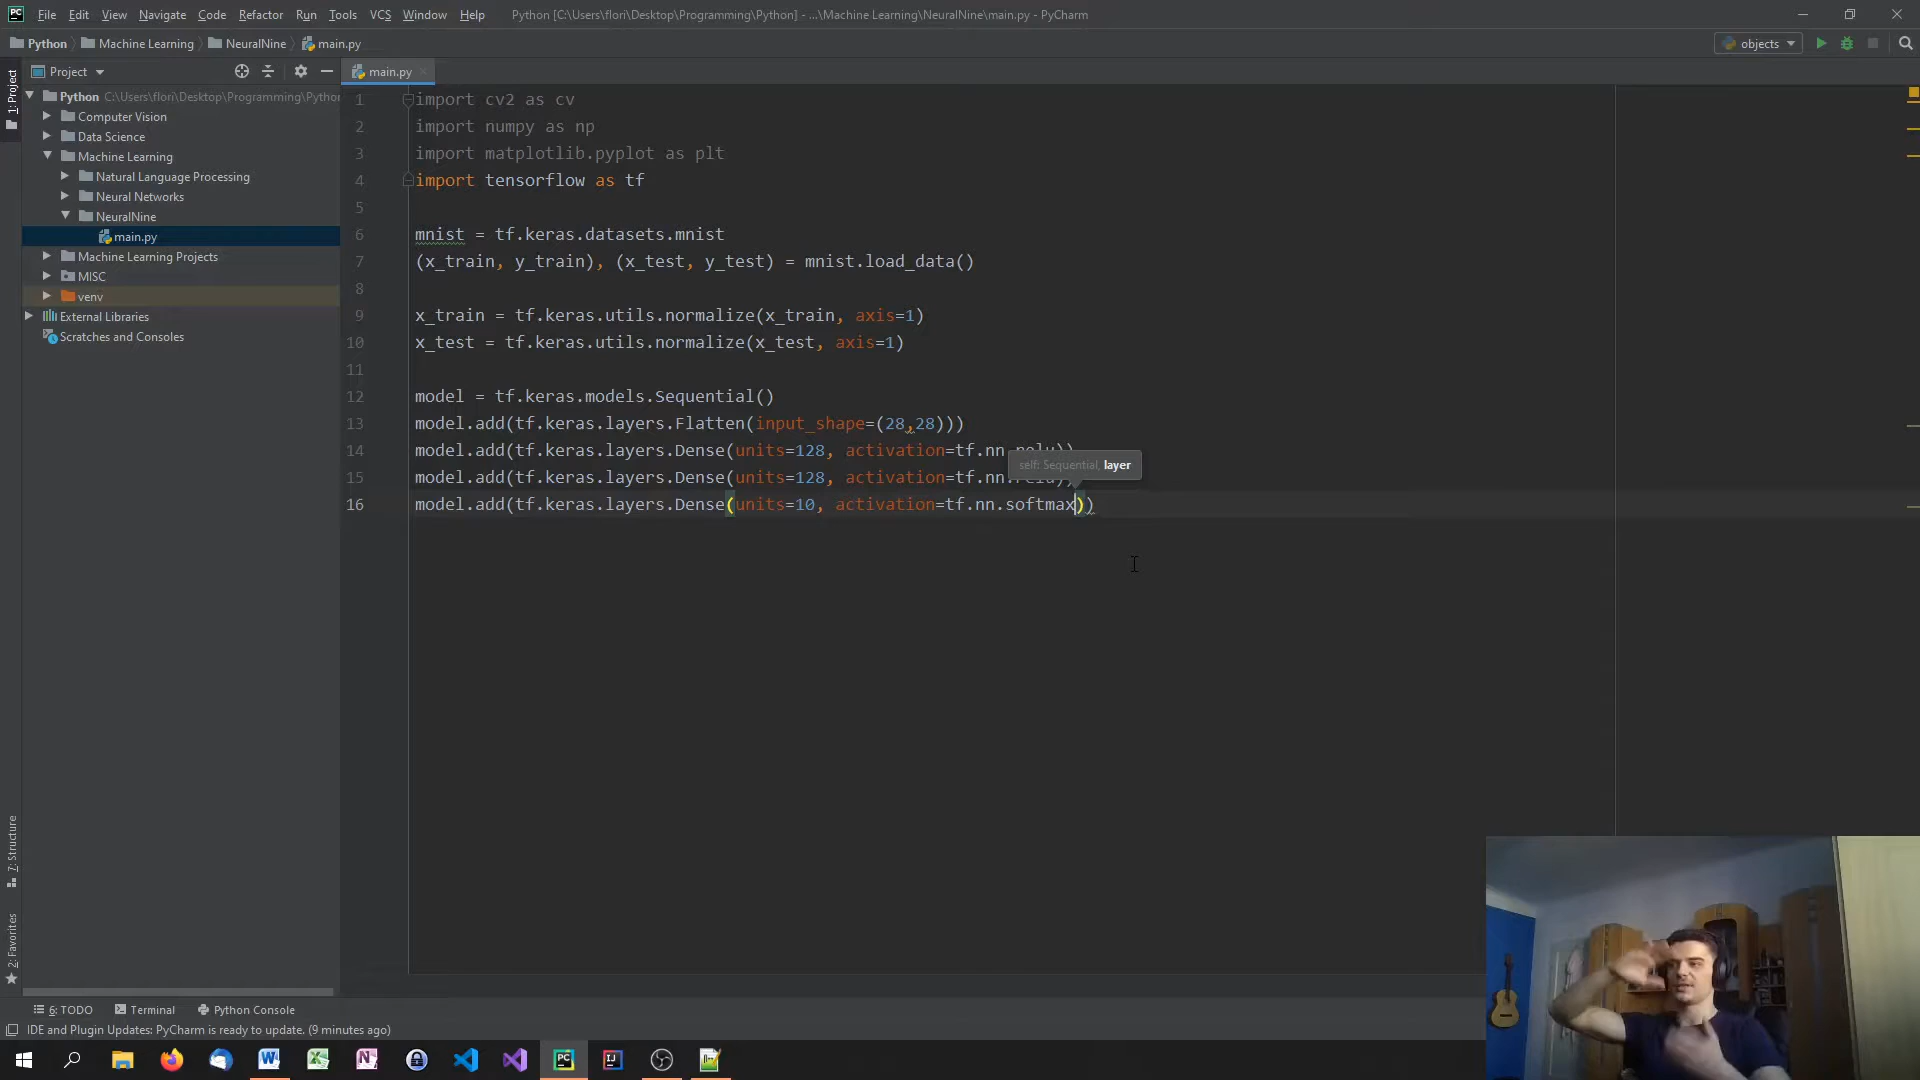 File Edit View Navigate Code Refactor Run Tools VCS Window Help Python [C:\Users\flori\Desktop\Programming\Python] - ...\Machine Learning\NeuralNine\main.py - PyCharm
Python Machine Learning NeuralNine main.py objects
Project main.py
1: Project
Python C:\Users\flori\Desktop\Programming\Pytho
Computer Vision
Data Science
Machine Learning
Natural Language Processing
Neural Networks
NeuralNine
main.py
Machine Learning Projects
MISC
venv
External Libraries
Scratches and Consoles
1 import cv2 as cv
2 import numpy as np
3 import matplotlib.pyplot as plt
4 import tensorflow as tf
5
6 mnist = tf.keras.datasets.mnist
7 (x_train, y_train), (x_test, y_test) = mnist.load_data()
8
9 x_train = tf.keras.utils.normalize(x_train, axis=1)
10 x_test = tf.keras.utils.normalize(x_test, axis=1)
11
12 model = tf.keras.models.Sequential()
13 model.add(tf.keras.layers.Flatten(input_shape=(28,28)))
14 model.add(tf.keras.layers.Dense(units=128, activation=tf.nn.relu))
self: Sequential, layer
15 model.add(tf.keras.layers.Dense(units=128, activation=tf.nn.relu))
16 model.add(tf.keras.layers.Dense(units=10, activation=tf.nn.softmax))
7: Structure
2: Favorites
6: TODO Terminal Python Console
IDE and Plugin Updates: PyCharm is ready to update. (9 minutes ago)